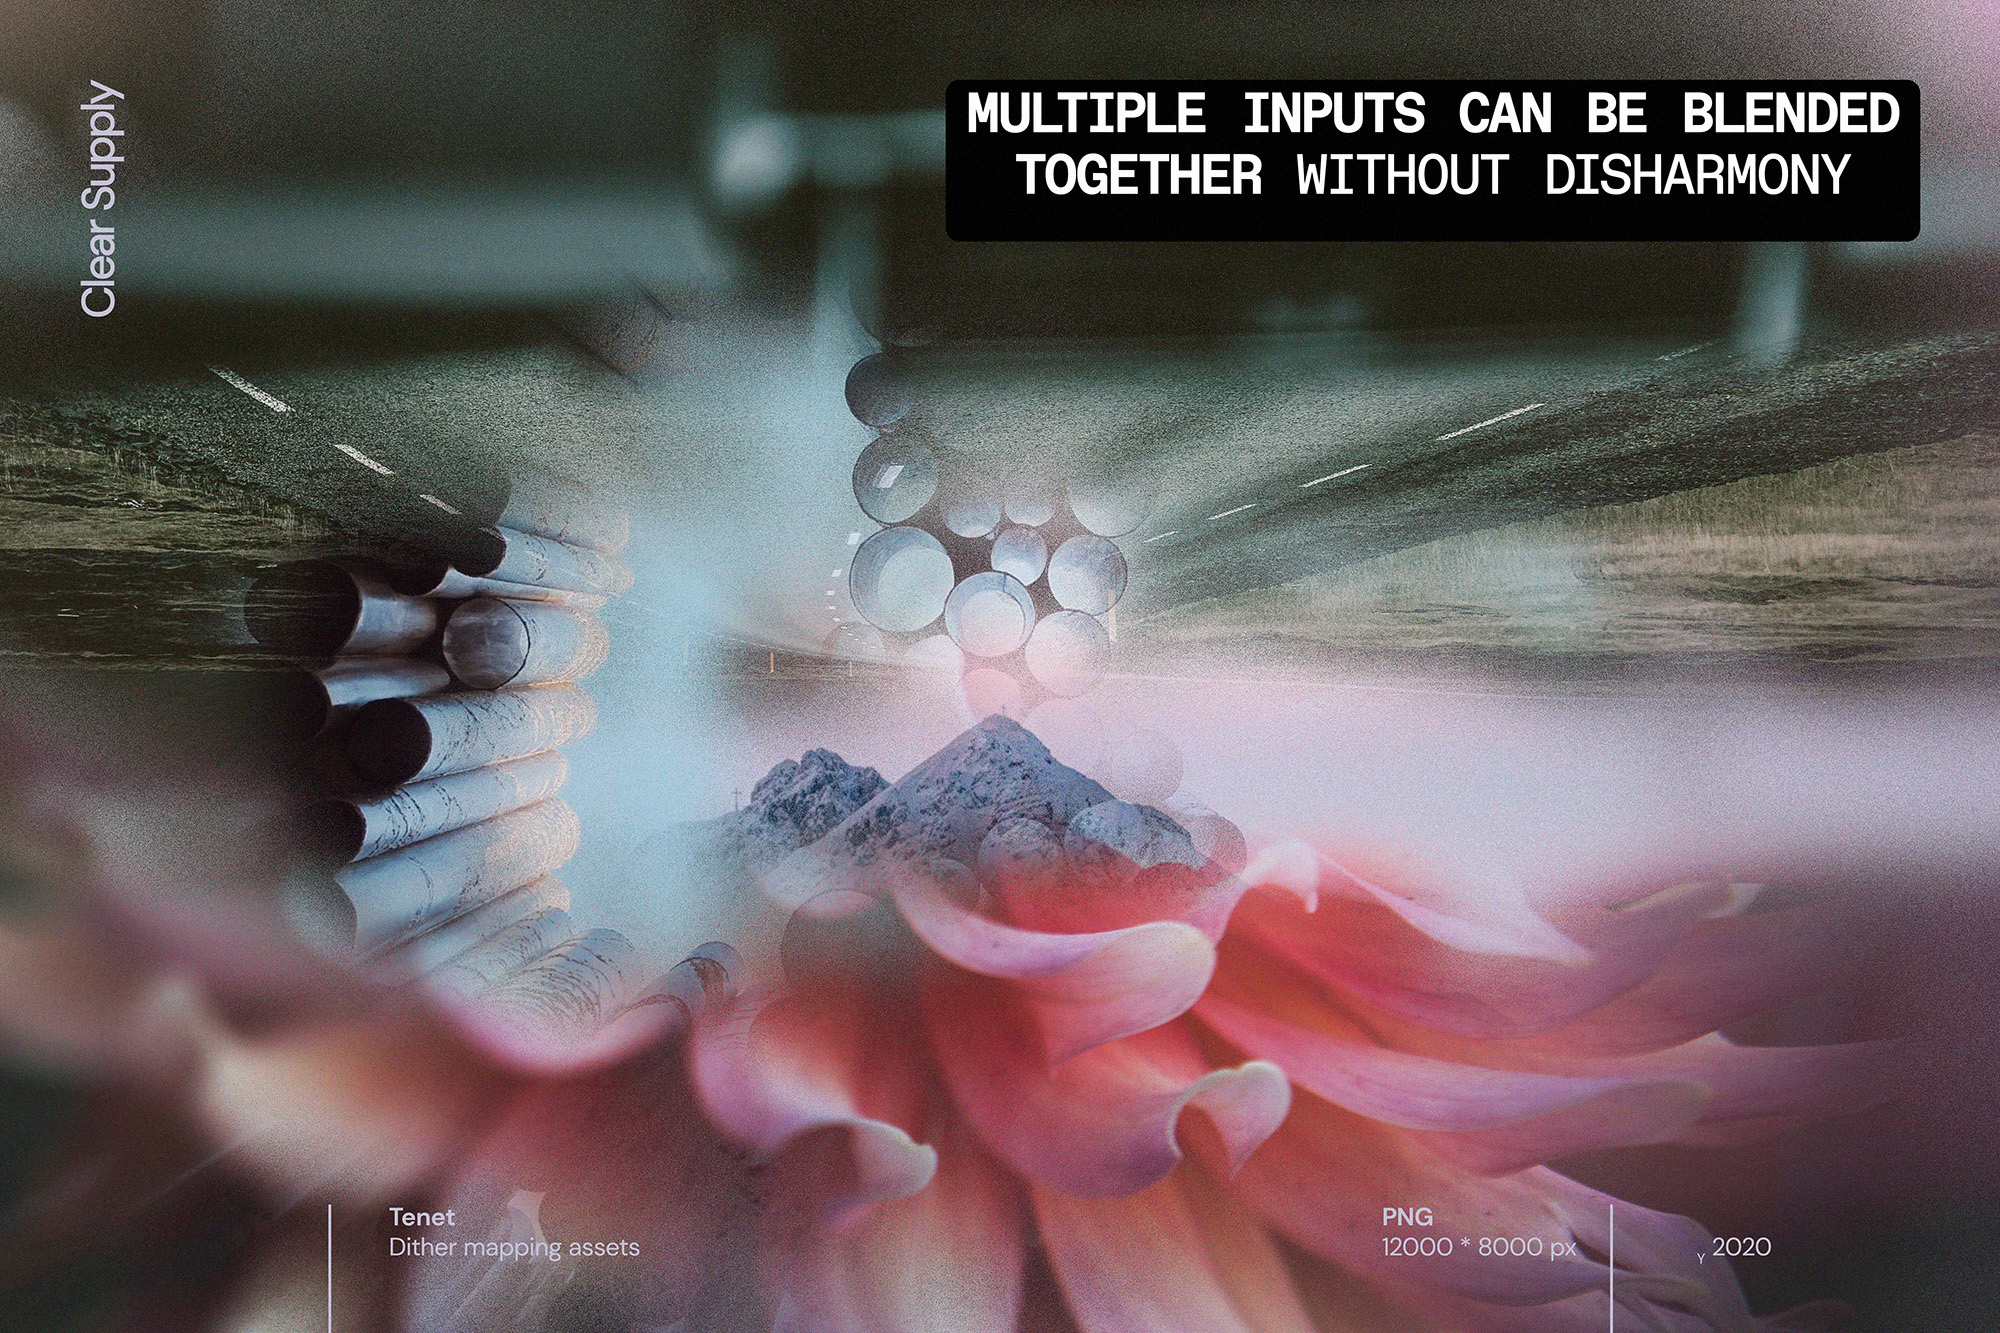 Clear Supply
MULTIPLE INPUTS CAN BE BLENDED
TOGETHER WITHOUT DISHARMONY
Tenet
Dither mapping assets
PNG
12000 * 8000 px
Y 2020